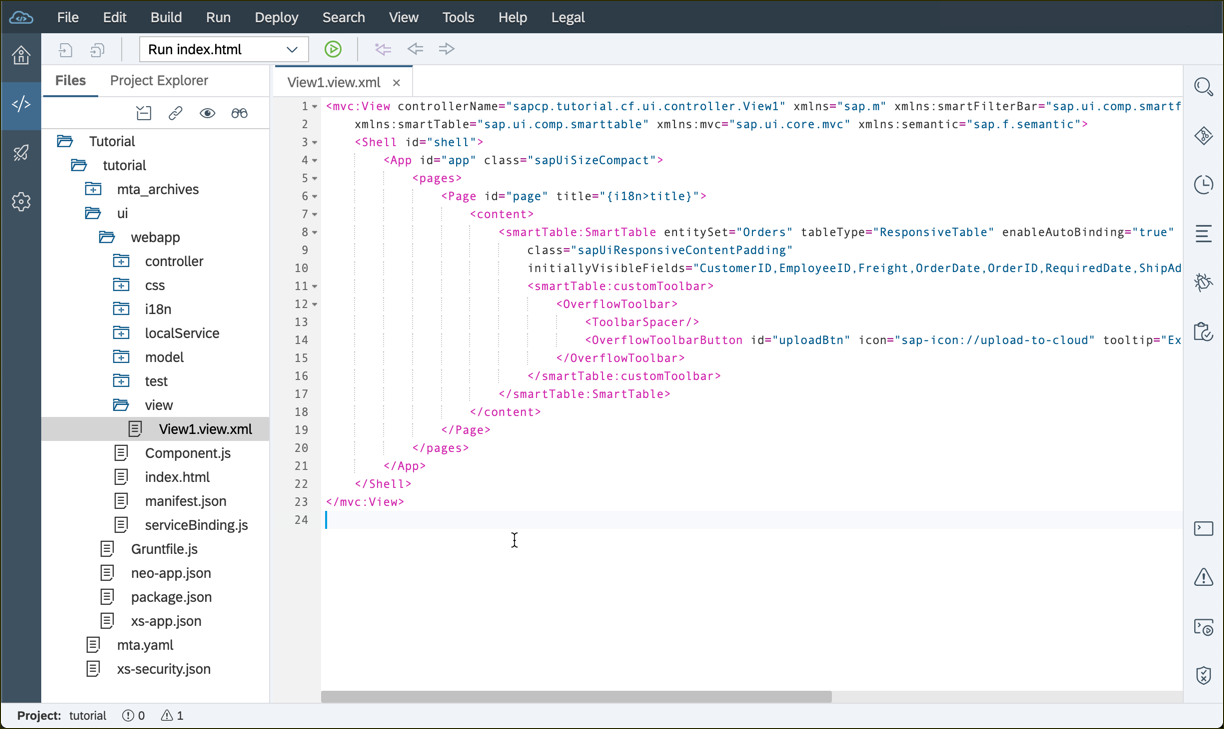 File Edit Build Run Deploy Search View Tools Help Legal
Run index.html
Files Project Explorer
View1.view.xml ×
Tutorial
tutorial
mta_archives
ui
webapp
controller
css
i18n
localService
model
test
view
View1.view.xml
Component.js
index.html
manifest.json
serviceBinding.js
Gruntfile.js
neo-app.json
package.json
xs-app.json
mta.yaml
xs-security.json
1 <mvc:View controllerName="sapcp.tutorial.cf.ui.controller.View1" xmlns="sap.m" xmlns:smartFilterBar="sap.ui.comp.smartf
2 xmlns:smartTable="sap.ui.comp.smarttable" xmlns:mvc="sap.ui.core.mvc" xmlns:semantic="sap.f.semantic">
3 <Shell id="shell">
4 <App id="app" class="sapUiSizeCompact">
5 <pages>
6 <Page id="page" title="{i18n>title}">
7 <content>
8 <smartTable:SmartTable entitySet="Orders" tableType="ResponsiveTable" enableAutoBinding="true"
9 class="sapUiResponsiveContentPadding"
10 initiallyVisibleFields="CustomerID,EmployeeID,Freight,OrderDate,OrderID,RequiredDate,ShipAd
11 <smartTable:customToolbar>
12 <OverflowToolbar>
13 <ToolbarSpacer/>
14 <OverflowToolbarButton id="uploadBtn" icon="sap-icon://upload-to-cloud" tooltip="Ex
15 </OverflowToolbar>
16 </smartTable:customToolbar>
17 </smartTable:SmartTable>
18 </content>
19 </Page>
20 </pages>
21 </App>
22 </Shell>
23 </mvc:View>
24
Project: tutorial 0 1